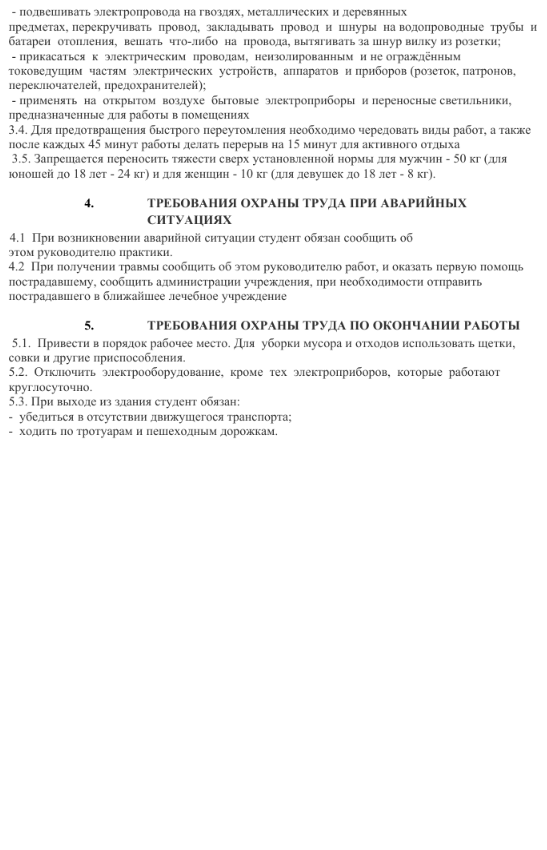 - подвешивать электропровода на гвоздях, металлических и деревянных
предметах, перекручивать провод, закладывать провод и шнуры на водопроводные трубы и
батареи отопления, вешать что-либо на провода, вытягивать за шнур вилку из розетки;
- прикасаться к электрическим проводам, неизолированным и не ограждённым
токоведущим частям электрических устройств, аппаратов и приборов (розеток, патронов,
переключателей, предохранителей);
- применять на открытом воздухе бытовые электроприборы и переносные светильники,
предназначенные для работы в помещениях
3.4. Для предотвращения быстрого переутомления необходимо чередовать виды работ, а также
после каждых 45 минут работы делать перерыв на 15 минут для активного отдыха
3.5. Запрещается переносить тяжести сверх установленной нормы для мужчин - 50 кг (для
юношей до 18 лет - 24 кг) и для женщин - 10 кг (для девушек до 18 лет - 8 кг).
4. ТРЕБОВАНИЯ ОХРАНЫ ТРУДА ПРИ АВАРИЙНЫХ
СИТУАЦИЯХ
4.1 При возникновении аварийной ситуации студент обязан сообщить об
этом руководителю практики.
4.2 При получении травмы сообщить об этом руководителю работ, и оказать первую помощь
пострадавшему, сообщить администрации учреждения, при необходимости отправить
пострадавшего в ближайшее лечебное учреждение
5. ТРЕБОВАНИЯ ОХРАНЫ ТРУДА ПО ОКОНЧАНИИ РАБОТЫ
5.1. Привести в порядок рабочее место. Для уборки мусора и отходов использовать щетки,
совки и другие приспособления.
5.2. Отключить электрооборудование, кроме тех электроприборов, которые работают
круглосуточно.
5.3. При выходе из здания студент обязан:
- убедиться в отсутствии движущегося транспорта;
- ходить по тротуарам и пешеходным дорожкам.